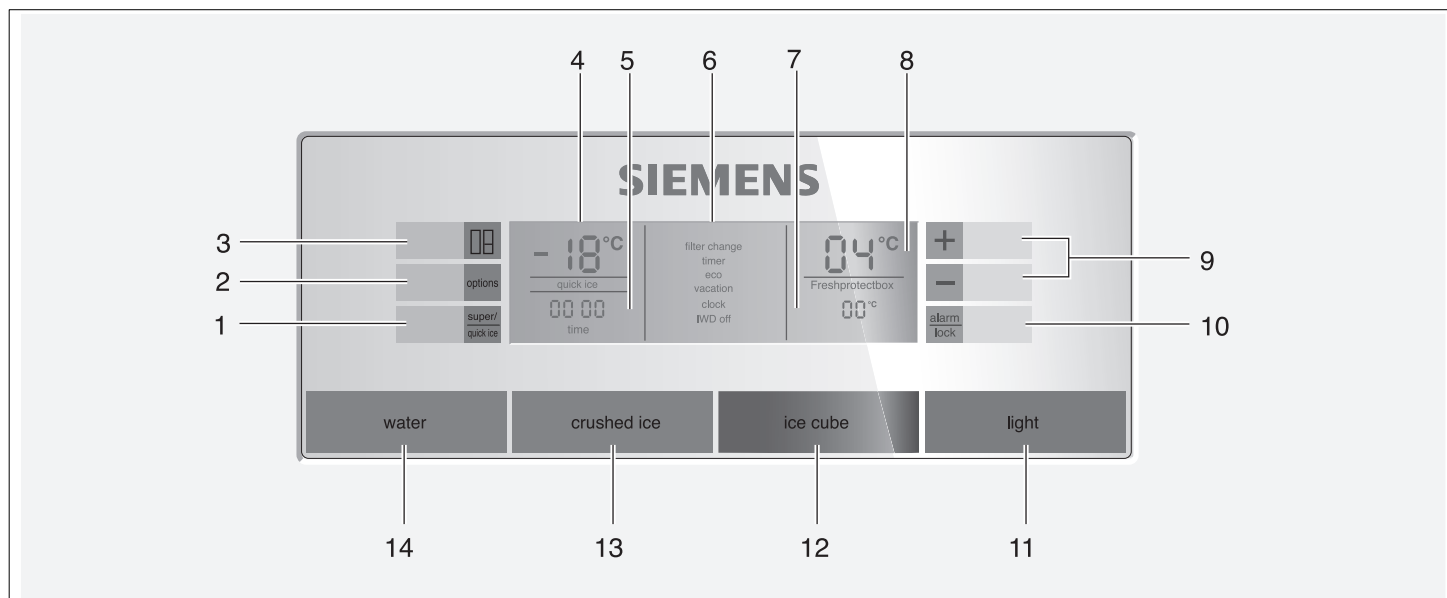 4 5 6 7 8
SIEMENS
3
2
1
options
super/
quick ice
-18°C
quick ice
00 00
time
filter change
timer
eco
vacation
clock
IWD off
04°C
Freshprotectbox
00°C
+
−
alarm
lock
9
10
water crushed ice ice cube light
14 13 12 11